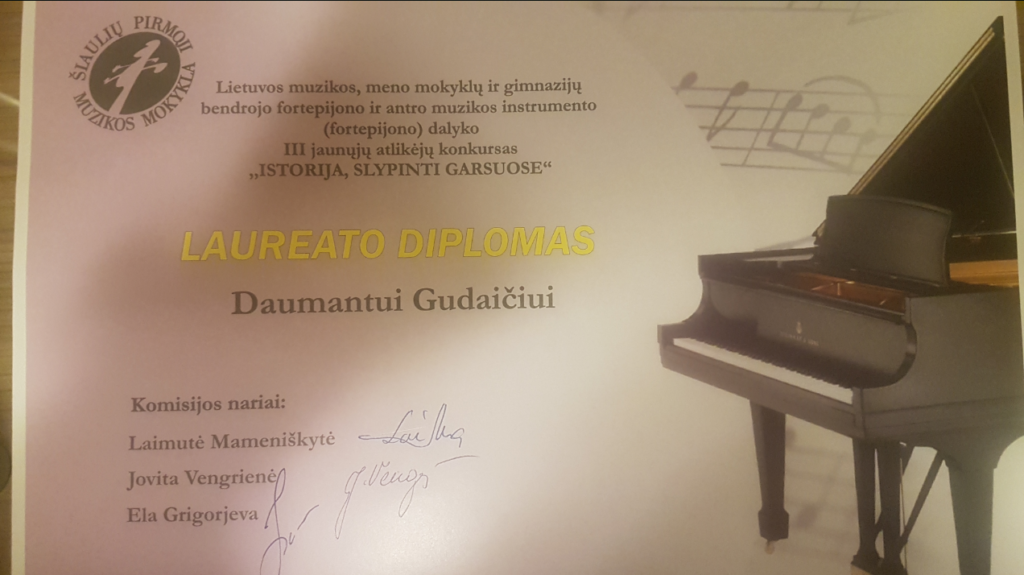 ŠIAULIŲ PIRMOJI
MUZIKOS MOKYKLA
Lietuvos muzikos, meno mokyklų ir gimnazijų
bendrojo fortepijono ir antro muzikos instrumento
(fortepijono) dalyko
III jaunųjų atlikėjų konkursas
„ISTORIJA, SLYPINTI GARSUOSE“
LAUREATO DIPLOMAS
Daumantui Gudaičiui
Komisijos nariai:
Laimutė Mameniškytė
Jovita Vengrienė
Ela Grigorjeva